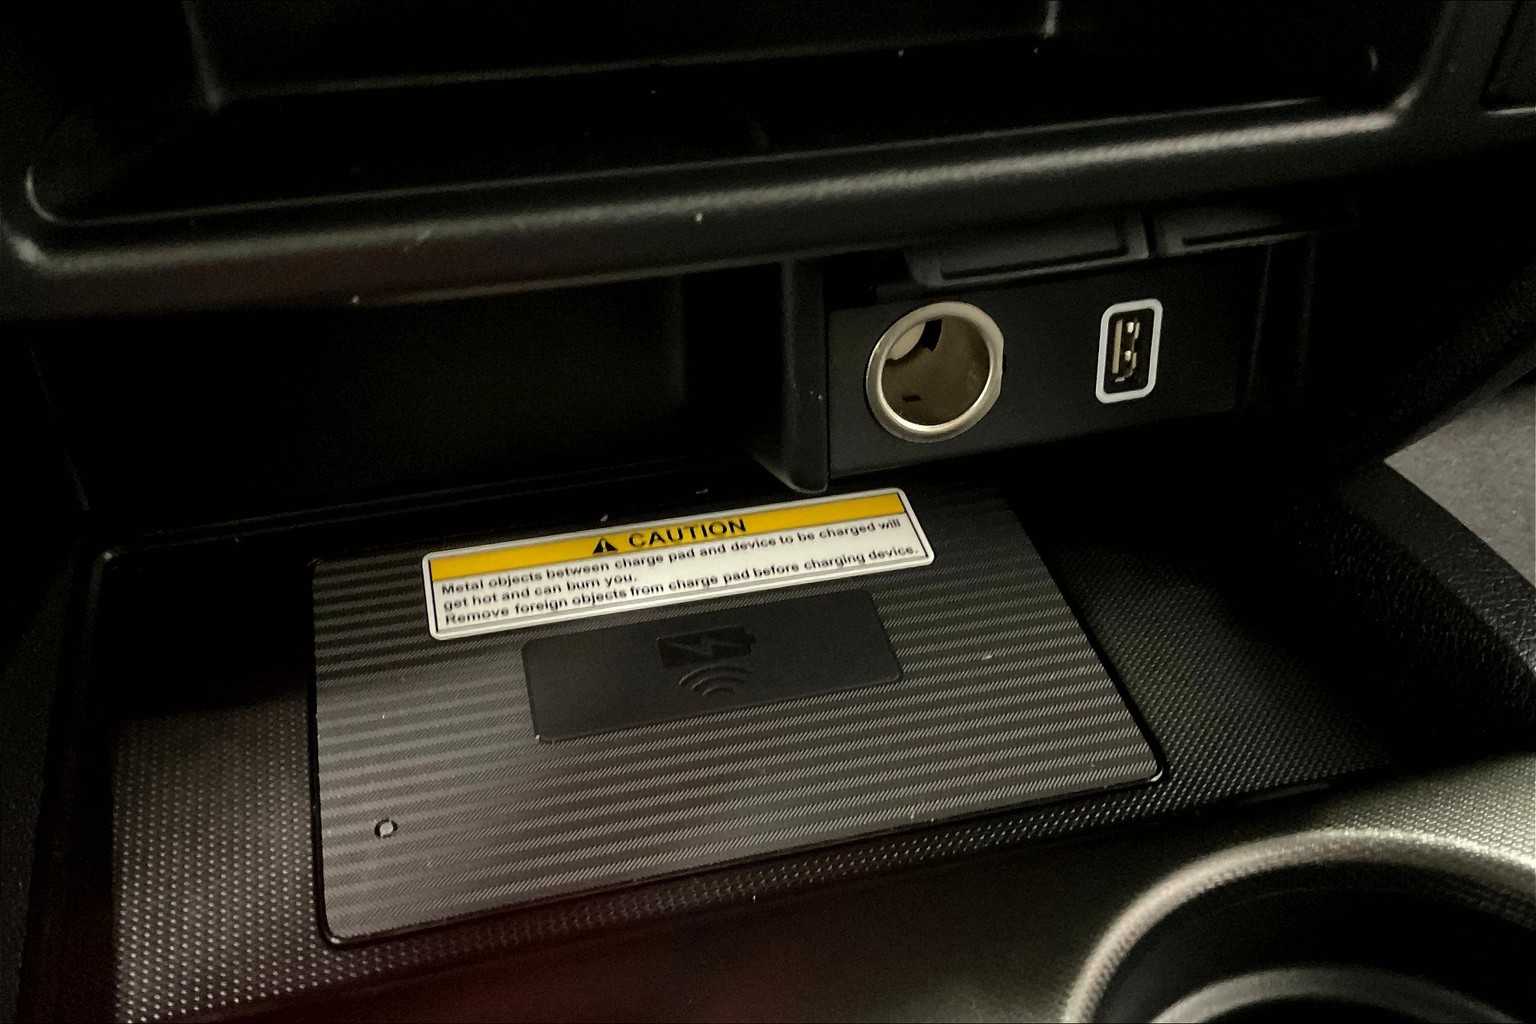 CAUTION
Metal objects between charge pad and device to be charged will
get hot and can burn you.
Remove foreign objects from charge pad before charging device.